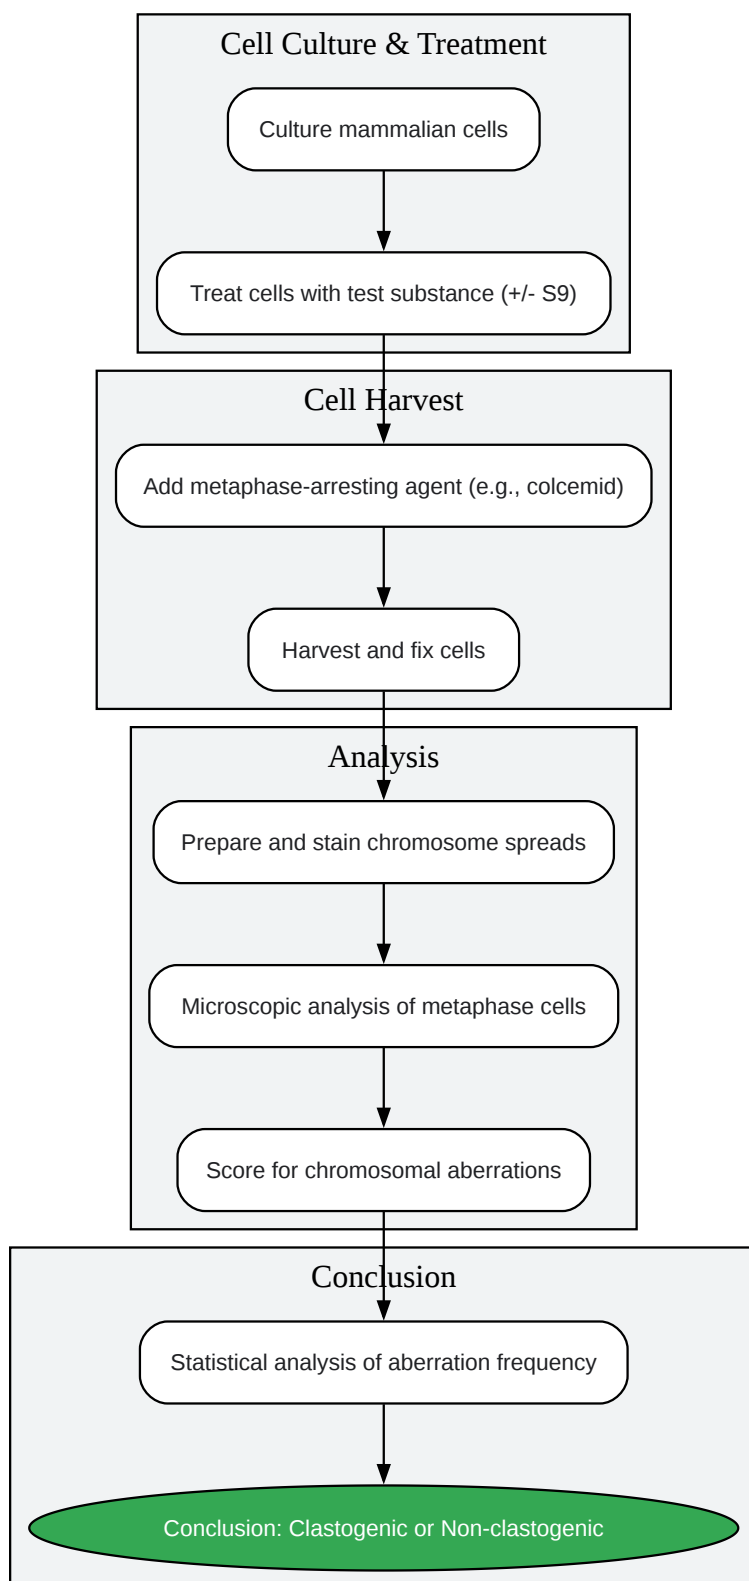 Cell Culture & Treatment
Culture mammalian cells
Treat cells with test substance (+/- S9)
Cell Harvest
Add metaphase-arresting agent (e.g., colcemid)
Harvest and fix cells
Analysis
Prepare and stain chromosome spreads
Microscopic analysis of metaphase cells
Score for chromosomal aberrations
Conclusion
Statistical analysis of aberration frequency
Conclusion: Clastogenic or Non-clastogenic